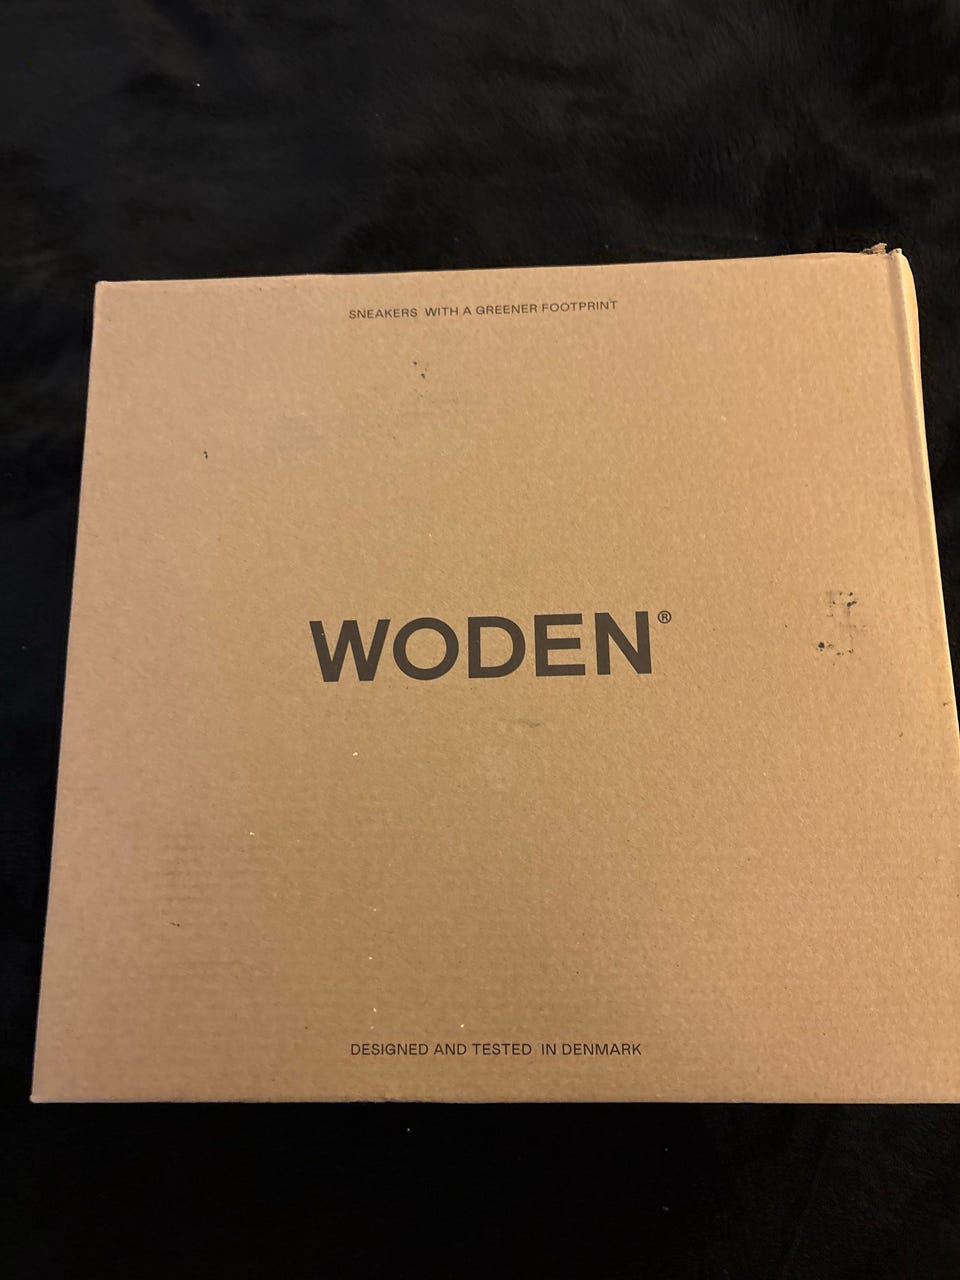 SNEAKERS WITH A GREENER FOOTPRINT
WODEN®
DESIGNED AND TESTED IN DENMARK